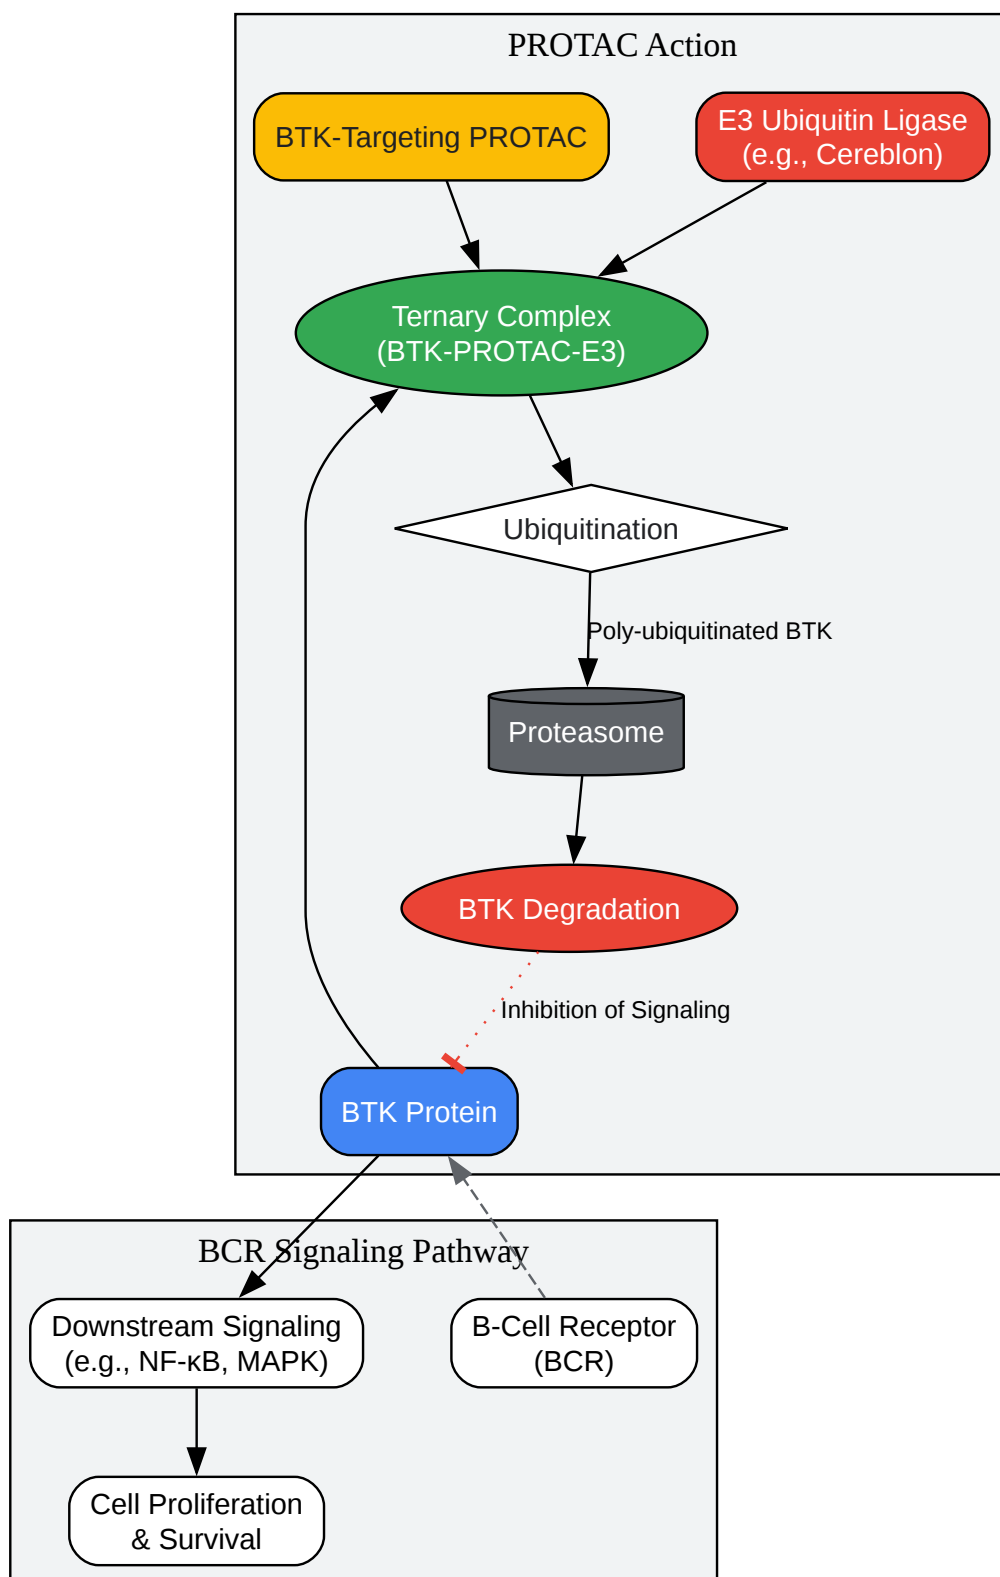 PROTAC Action
BTK-Targeting PROTAC
E3 Ubiquitin Ligase
(e.g., Cereblon)
Ternary Complex
(BTK-PROTAC-E3)
Ubiquitination
Poly-ubiquitinated BTK
Proteasome
BTK Degradation
Inhibition of Signaling
BTK Protein
BCR Signaling Pathway
Downstream Signaling
(e.g., NF-κB, MAPK)
B-Cell Receptor
(BCR)
Cell Proliferation
& Survival